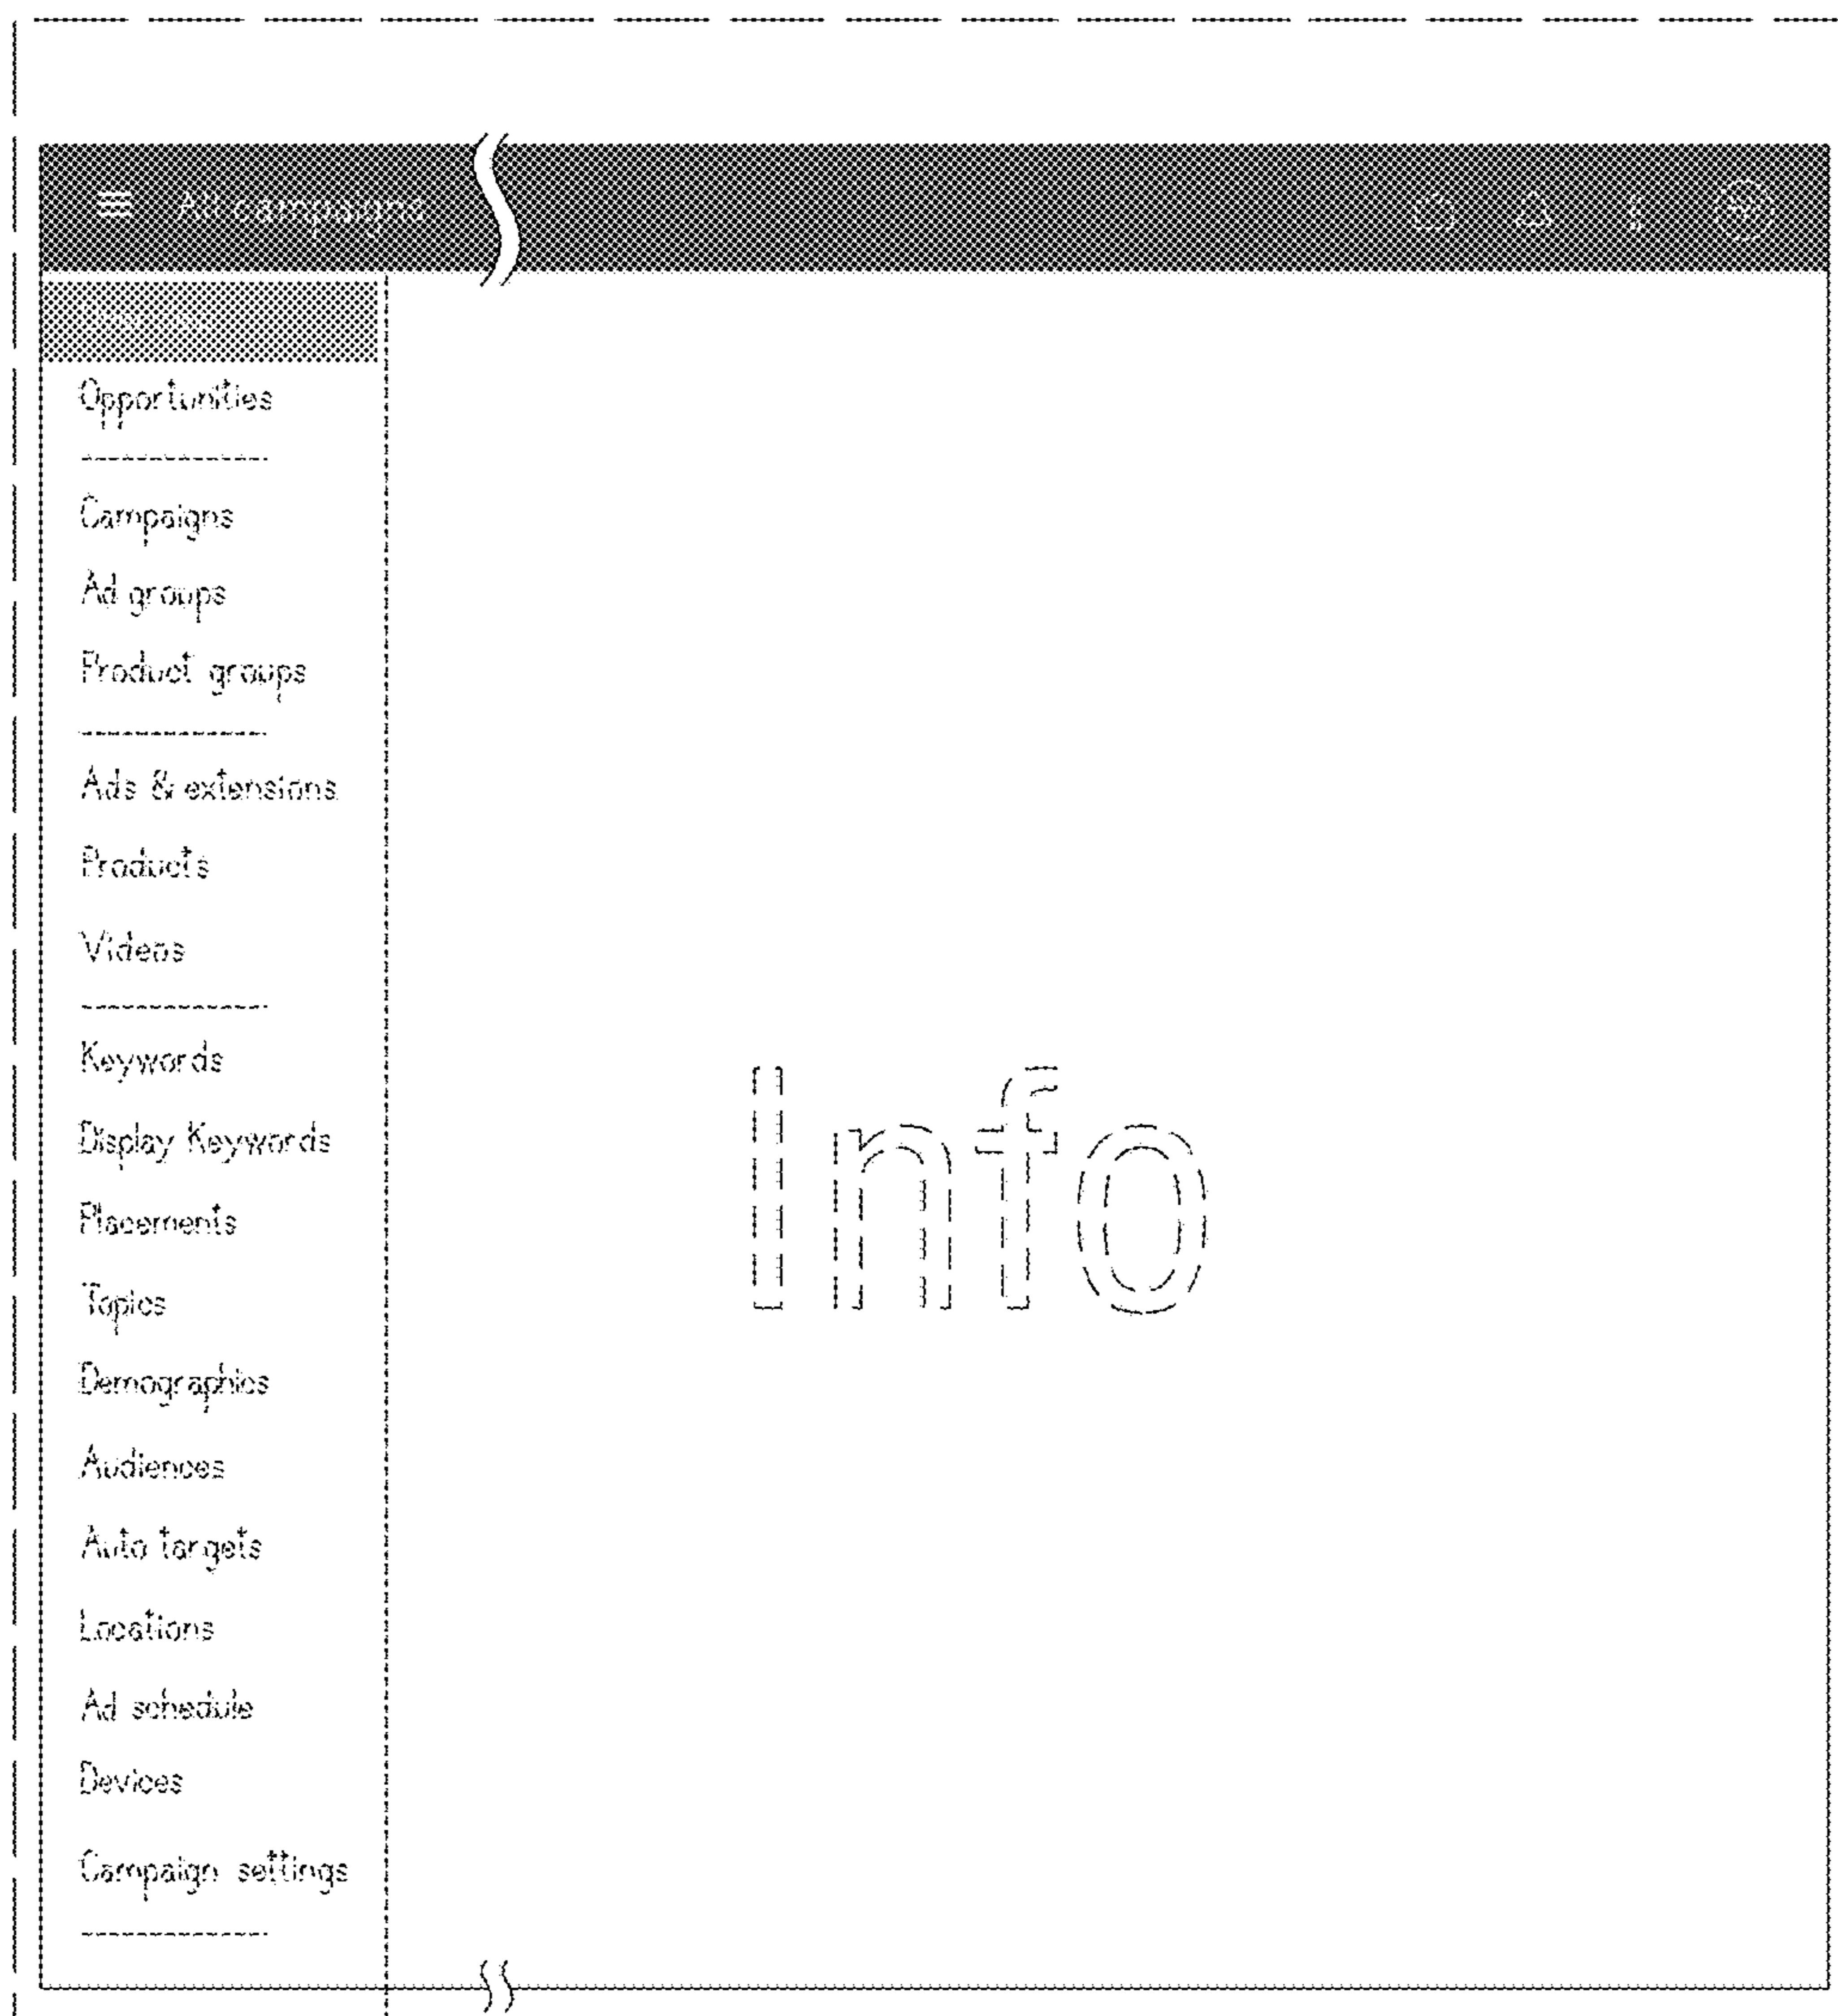 All campaigns
Opportunities
Campaigns
Ad groups
Product groups
Ads & extensions
Products
Videos
Keywords
Display Keywords
Placements
Topics
Demographics
Audiences
Auto targets
Locations
Ad schedule
Devices
Campaign settings
Info